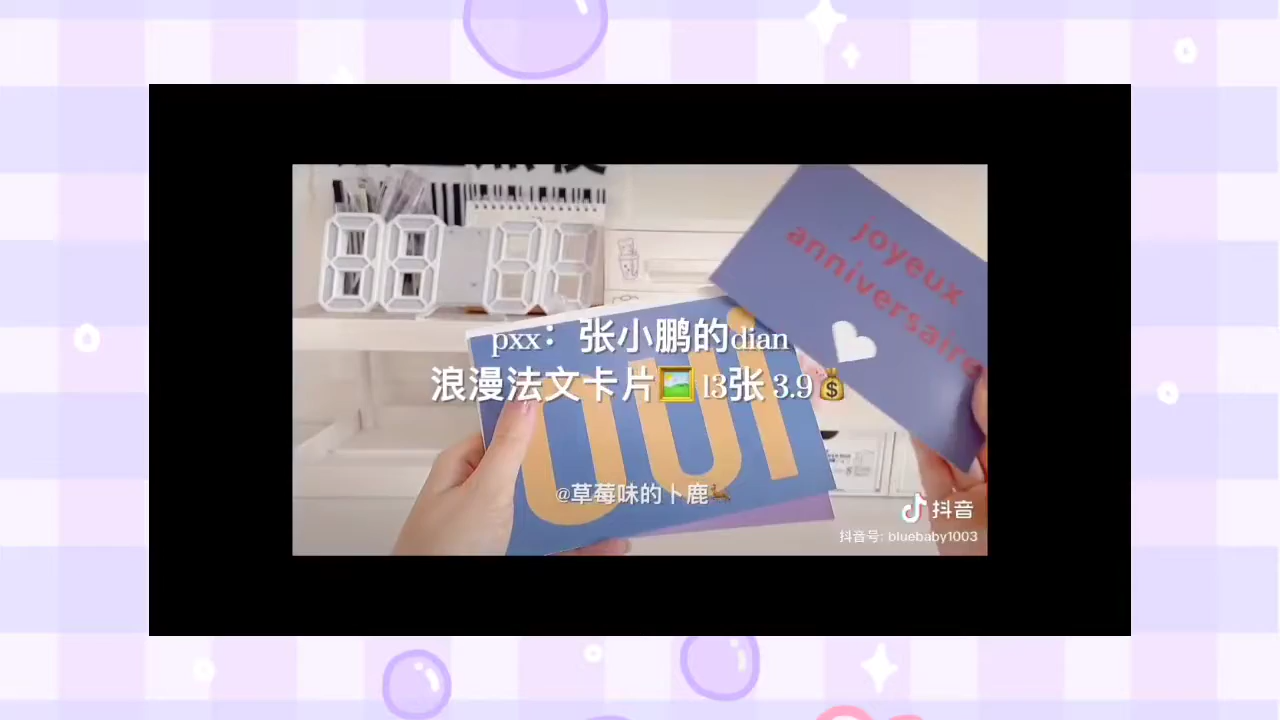 joyeux
anniversaire
pxx：张小鹏的dian
浪漫法文卡片🖼️l3张 3.9💰
OUI
@草莓味的卜鹿🦒
抖音
抖音号: bluebaby1003